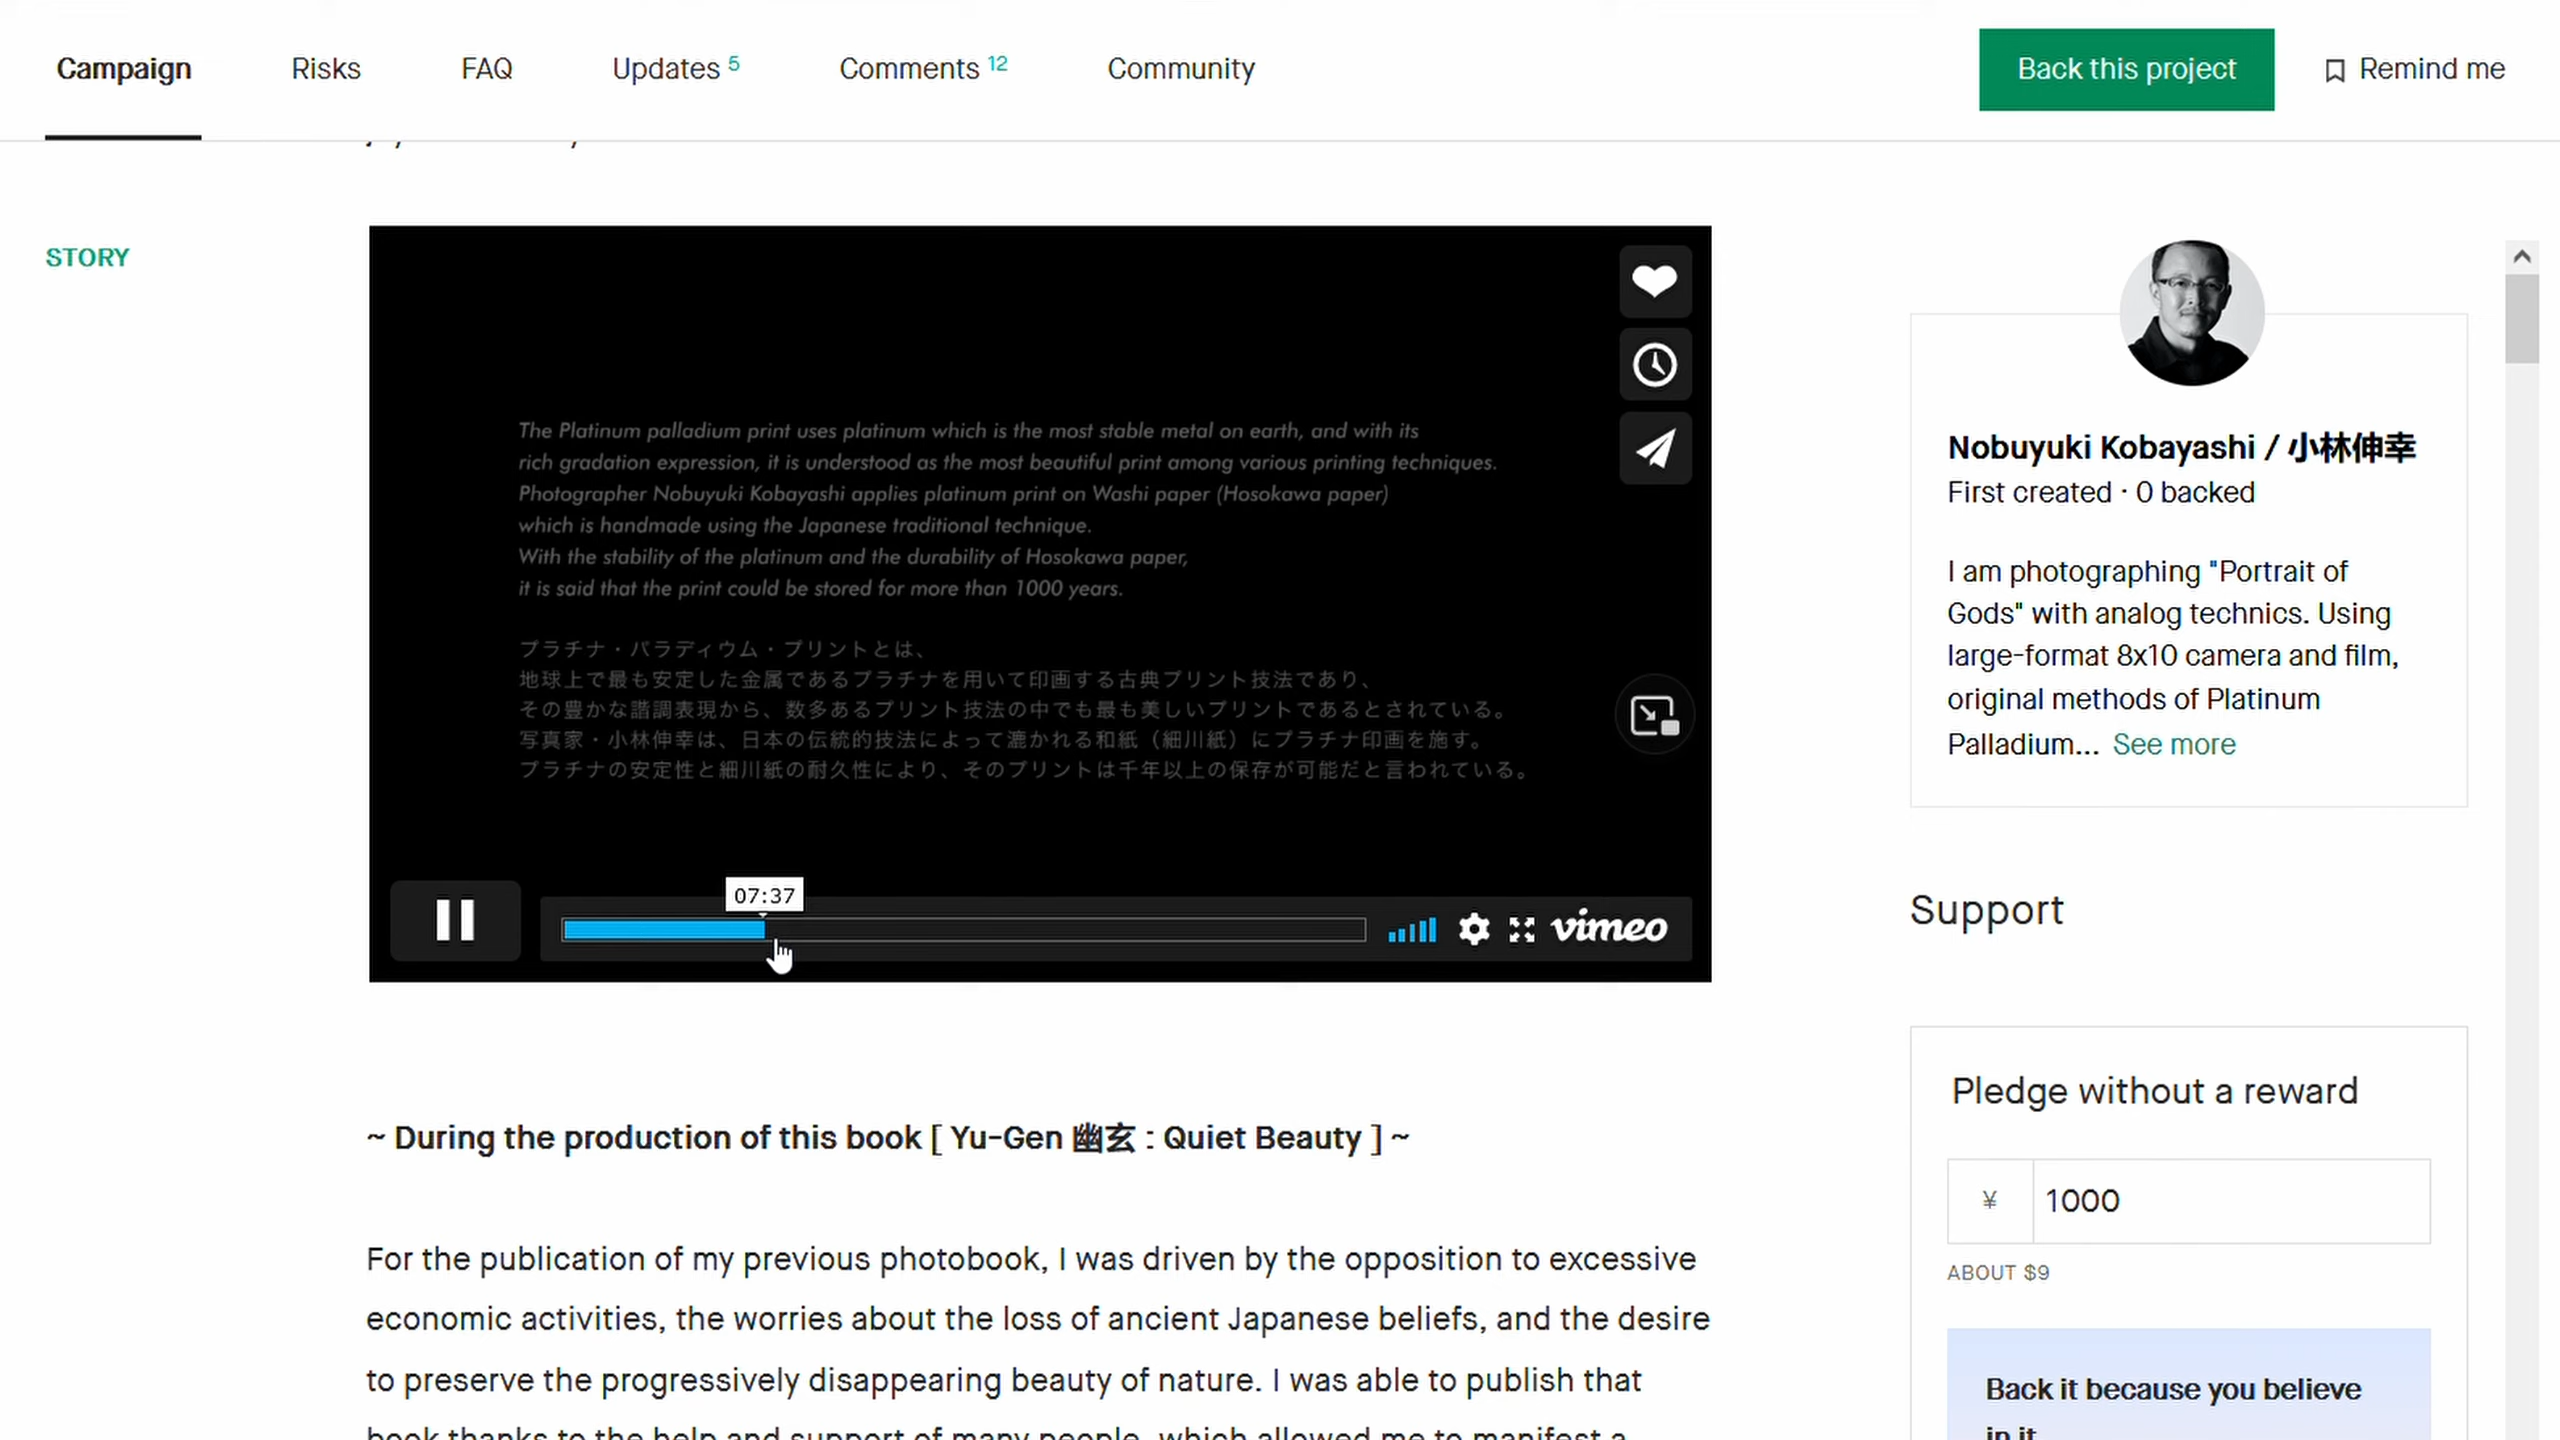 Campaign
Risks
FAQ
Updates 5
Comments 12
Community
Back this project
Remind me
STORY
The Platinum palladium print uses platinum which is the most stable metal on earth, and with its
rich gradation expression, it is understood as the most beautiful print among various printing techniques.
Photographer Nobuyuki Kobayashi applies platinum print on Washi paper (Hosokawa paper)
which is handmade using the Japanese traditional technique.
With the stability of the platinum and the durability of Hosokawa paper,
it is said that the print could be stored for more than 1000 years.
プラチナ・パラディウム・プリントとは、
地球上で最も安定した金属であるプラチナを用いて印画する古典プリント技法であり、
その豊かな諧調表現から、数多あるプリント技法の中でも最も美しいプリントであるとされている。
写真家・小林伸幸は、日本の伝統的技法によって漉かれる和紙（細川紙）にプラチナ印画を施す。
プラチナの安定性と細川紙の耐久性により、そのプリントは千年以上の保存が可能だと言われている。
07:37
vimeo
~ During the production of this book [ Yu-Gen 幽玄 : Quiet Beauty ] ~
For the publication of my previous photobook, I was driven by the opposition to excessive
economic activities, the worries about the loss of ancient Japanese beliefs, and the desire
to preserve the progressively disappearing beauty of nature. I was able to publish that
book thanks to the help and support of many people, which allowed me to manifest a
Nobuyuki Kobayashi / 小林伸幸
First created · 0 backed
I am photographing "Portrait of
Gods" with analog technics. Using
large-format 8x10 camera and film,
original methods of Platinum
Palladium... See more
Support
Pledge without a reward
¥ 1000
ABOUT $9
Back it because you believe
in it.